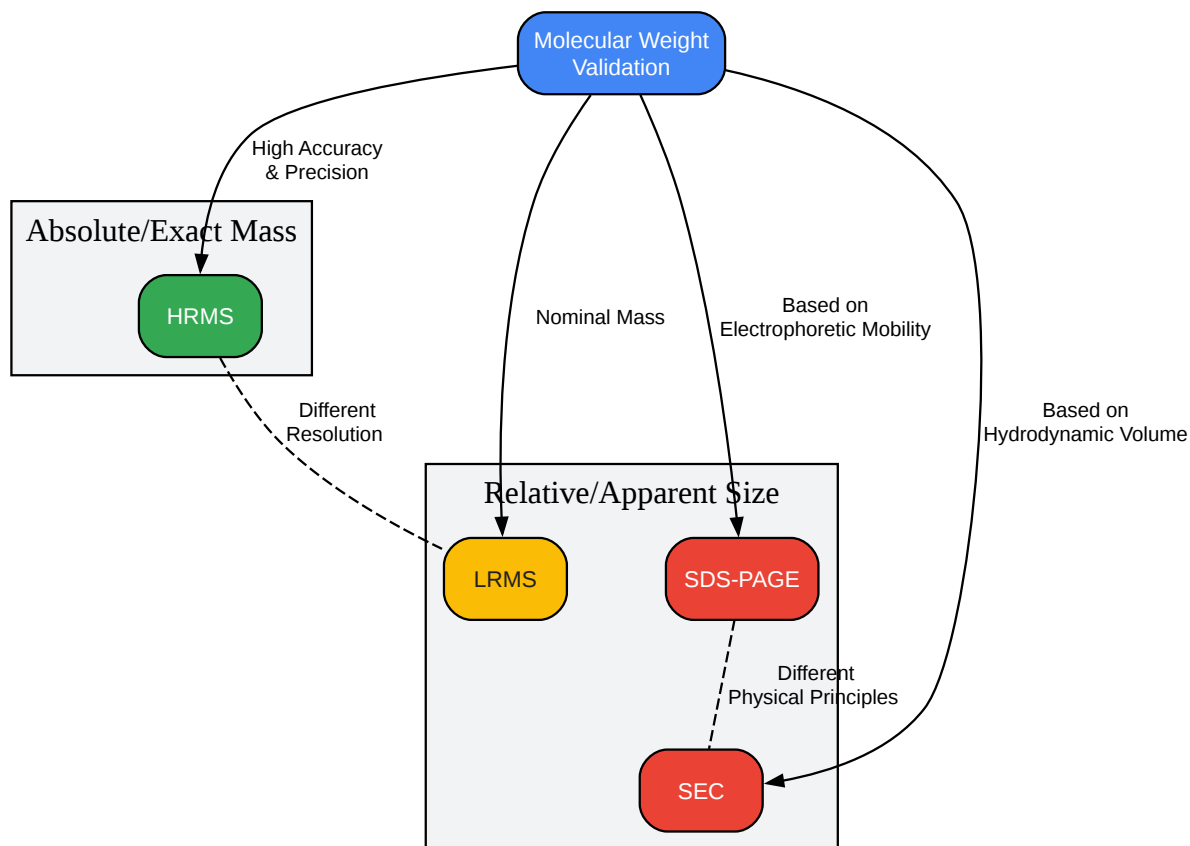 Molecular Weight
Validation
High Accuracy
& Precision
Absolute/Exact Mass
HRMS
Nominal Mass
Based on
Electrophoretic Mobility
Different
Resolution
Based on
Hydrodynamic Volume
Relative/Apparent Size
LRMS
SDS-PAGE
Different
Physical Principles
SEC